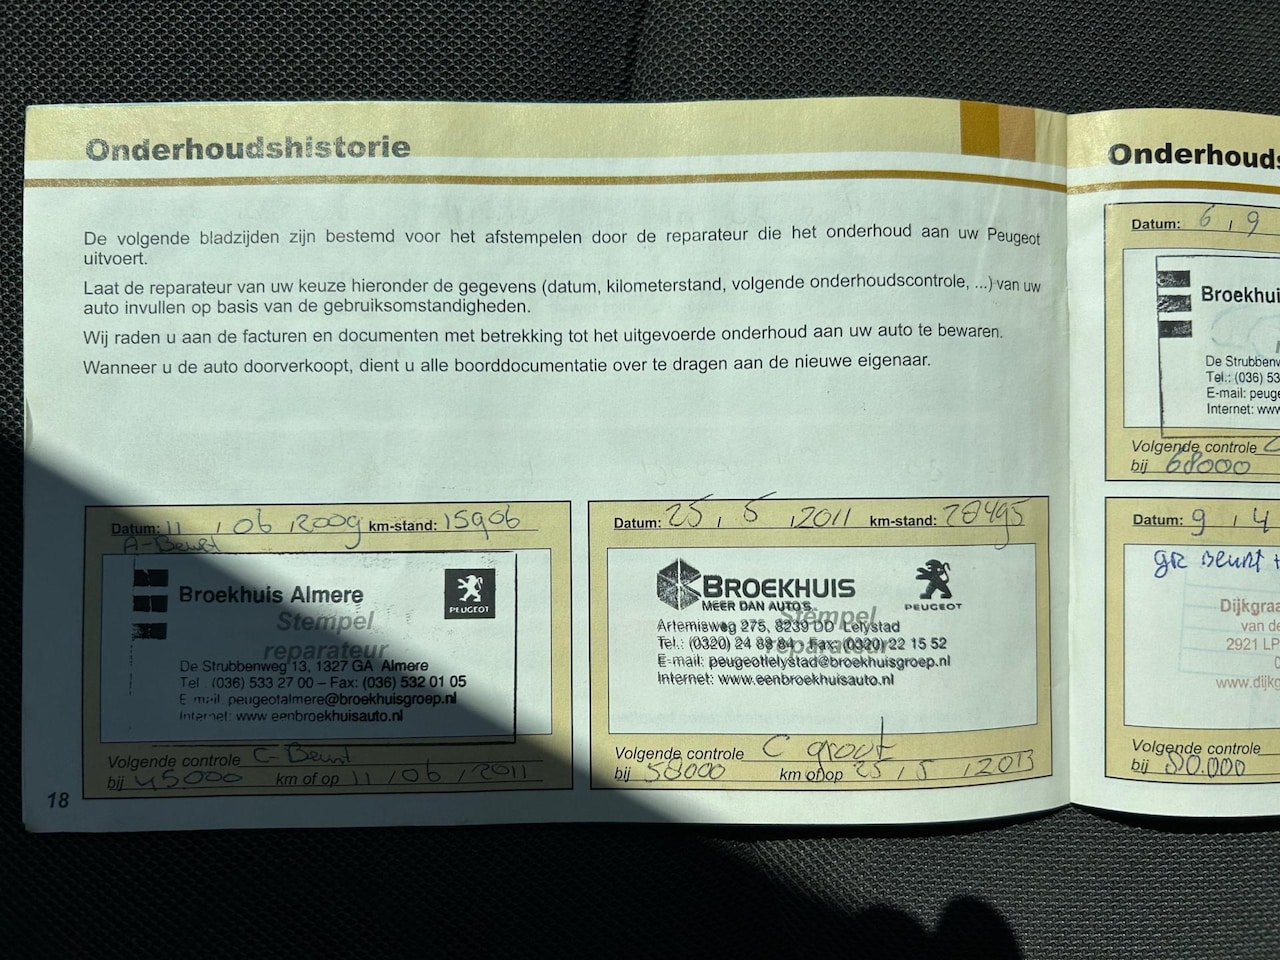 Onderhoudshistorie
De volgende bladzijden zijn bestemd voor het afstempelen door de reparateur die het onderhoud aan uw Peugeot
uitvoert.
Laat de reparateur van uw keuze hieronder de gegevens (datum, kilometerstand, volgende onderhoudscontrole, ...) van uw
auto invullen op basis van de gebruiksomstandigheden.
Wij raden u aan de facturen en documenten met betrekking tot het uitgevoerde onderhoud aan uw auto te bewaren.
Wanneer u de auto doorverkoopt, dient u alle boorddocumentatie over te dragen aan de nieuwe eigenaar.
Datum: 11 , 06 , 2009 km-stand: 15906
A-Beurt
Broekhuis Almere
PEUGEOT
Stempel
reparateur
De Strubbenweg 13, 1327 GA Almere
Tel.: (036) 533 27 00 – Fax: (036) 532 01 05
E-mail: peugeotalmere@broekhuisgroep.nl
Internet: www.eenbroekhuisauto.nl
Volgende controle C-Beurt
bij 45000 km of op 11 / 06 / 2011
18
Datum: 25 , 5 , 2011 km-stand: 28495
BROEKHUIS
MEER DAN AUTO'S
PEUGEOT
Stempel
reparateur
Artemisweg 275, 8239 DD Lelystad
Tel.: (0320) 24 88 84 - Fax: (0320) 22 15 52
E-mail: peugeotlelystad@broekhuisgroep.nl
Internet: www.eenbroekhuisauto.nl
Volgende controle C groot
bij 58000 km of op 25 / 5 / 2013
Onderhouds
Datum: 6 , 9
Broekhui
De Strubbenw
Tel.: (036) 53
E-mail: peuge
Internet: www
Volgende controle C
bij 68000
Datum: 9 , 4
gr Beurt +
Dijkgraa
van de
2921 LP
www.dijkg
Volgende controle
bij 80.000